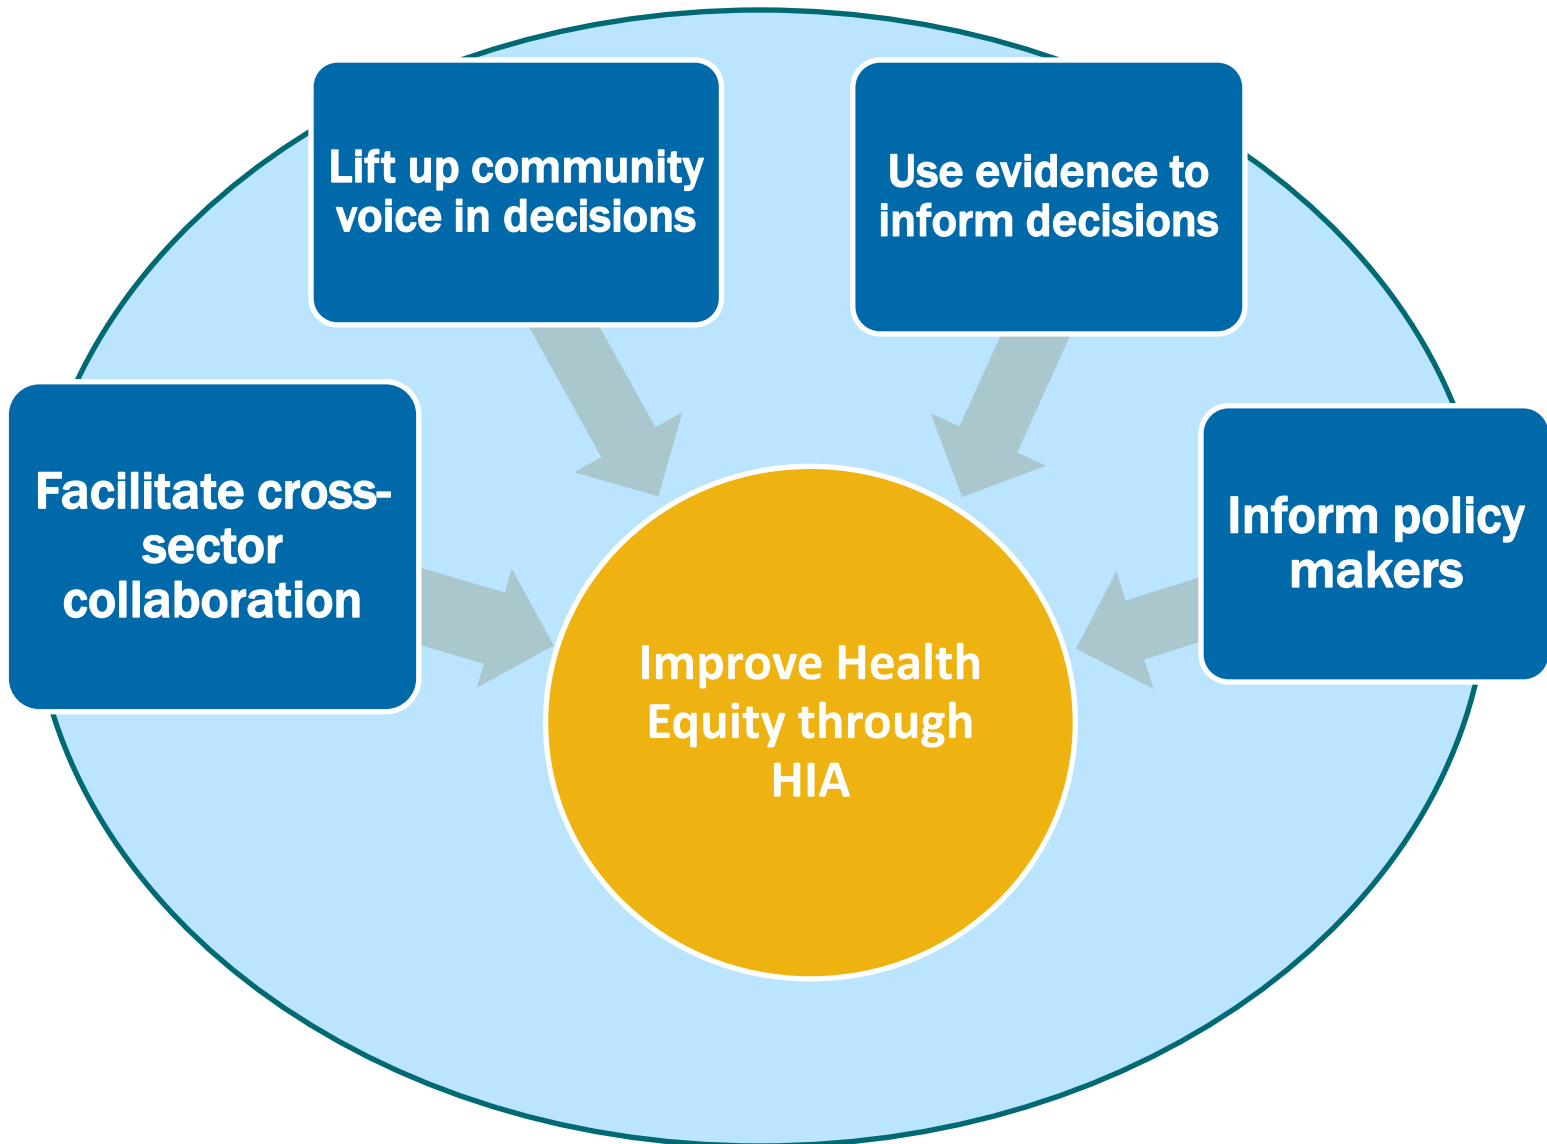 Lift up community
voice in decisions
Use evidence to
inform decisions
Facilitate cross-
sector
collaboration
Inform policy
makers
Improve Health
Equity through
HIA